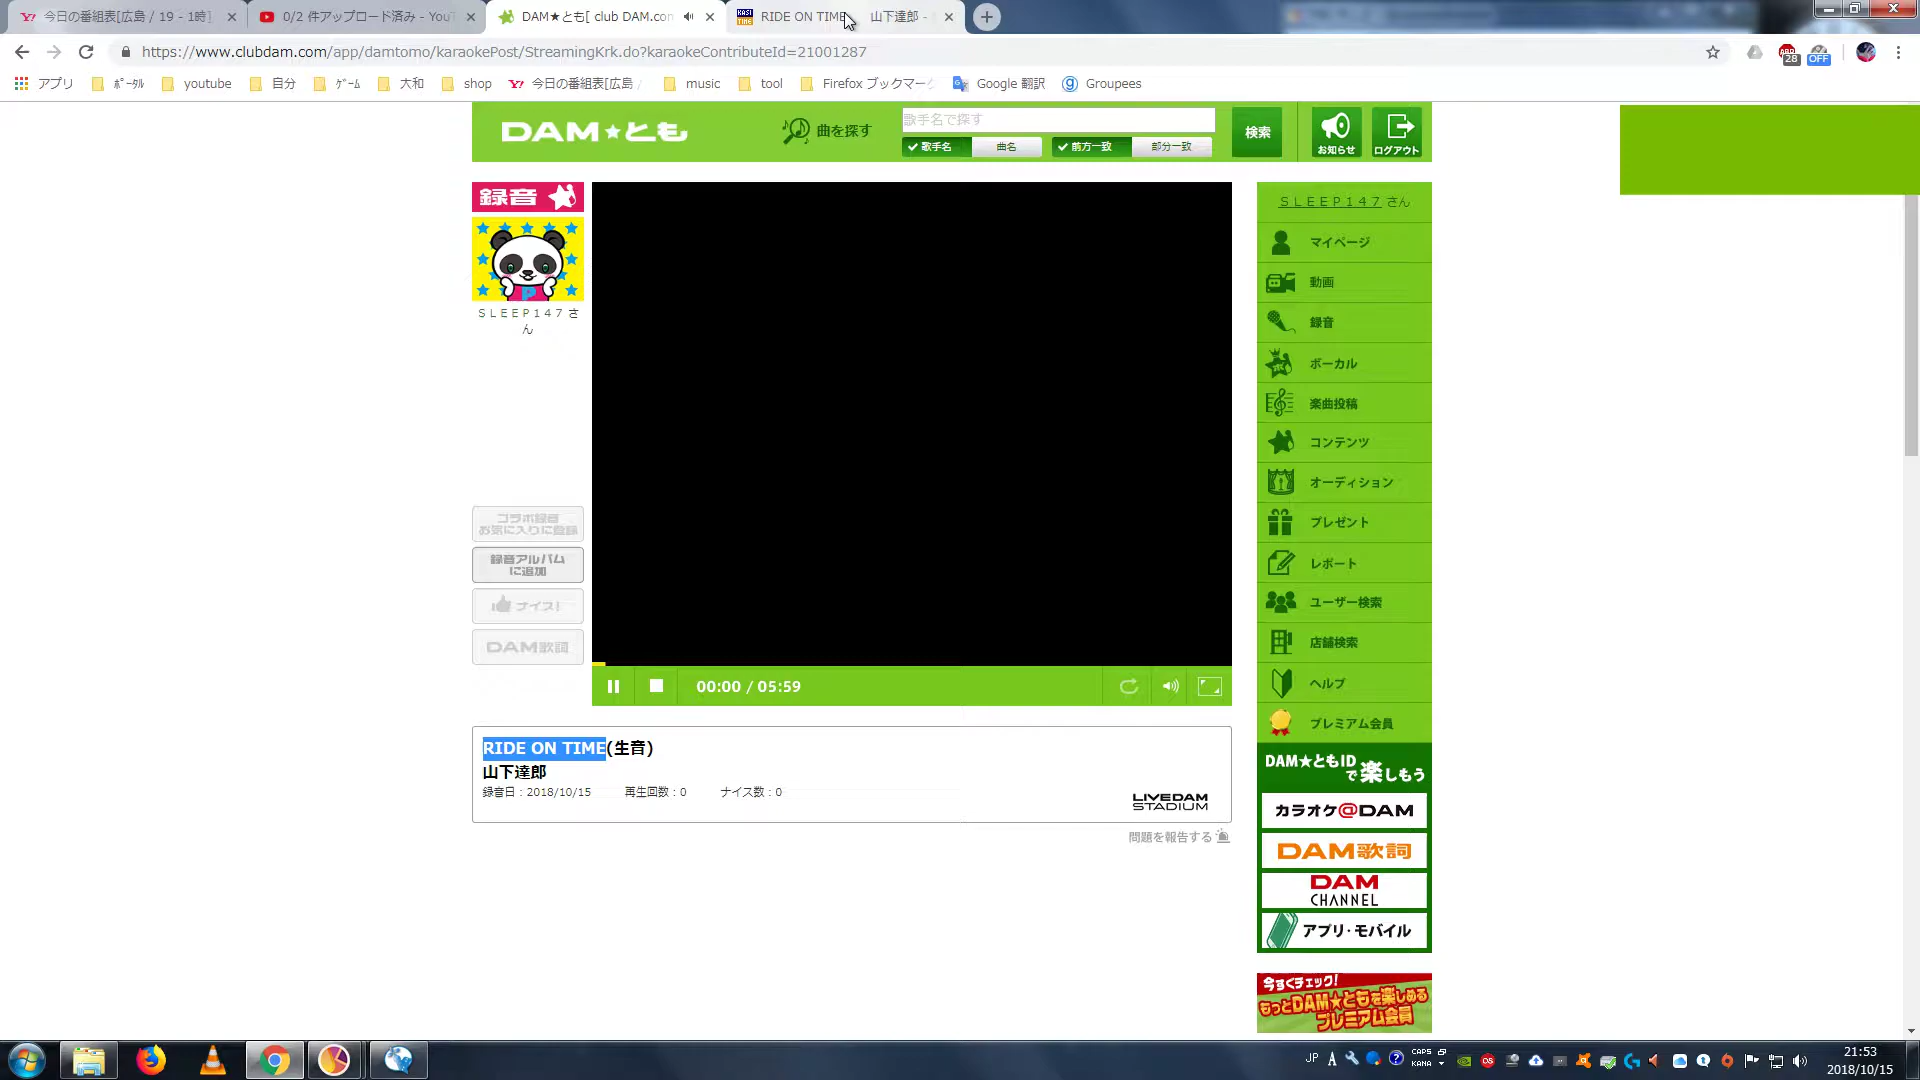 今日の番組表[広島 / 19 - 1時]
0/2 件アップロード済み - YouT
DAM★とも[ club DAM.con
RIDE ON TIME 山下達郎 -
https://www.clubdam.com/app/damtomo/karaokePost/StreamingKrk.do?karaokeContributeId=21001287
28
OFF
アプリ
ﾎﾟｰﾀﾙ
youtube
自分
ｹﾞｰﾑ
大和
shop
今日の番組表[広島 /
music
tool
Firefox ブックマーク
Google 翻訳
Groupees
DAM★とも
曲を探す
歌手名で探す
歌手名
曲名
前方一致
部分一致
検索
お知らせ
ログアウト
録音
ＳＬＥＥＰ１４７ さ
ん
コラボ録音
お気に入りに登録
録音アルバム
に追加
ナイス!
DAM歌詞
00:00 / 05:59
RIDE ON TIME(生音)
山下達郎
録音日：2018/10/15 再生回数：0 ナイス数：0
LIVEDAM
STADIUM
問題を報告する
ＳＬＥＥＰ１４７ さん
マイページ
動画
録音
ボーカル
楽曲投稿
コンテンツ
オーディション
プレゼント
レポート
ユーザー検索
店舗検索
ヘルプ
プレミアム会員
DAM★ともID
で楽しもう
カラオケ@DAM
DAM歌詞
DAM
CHANNEL
アプリ・モバイル
今すぐチェック!
もっとDAM★ともを楽しめる
プレミアム会員
JP
A
CAPS
KANA
21:53
2018/10/15